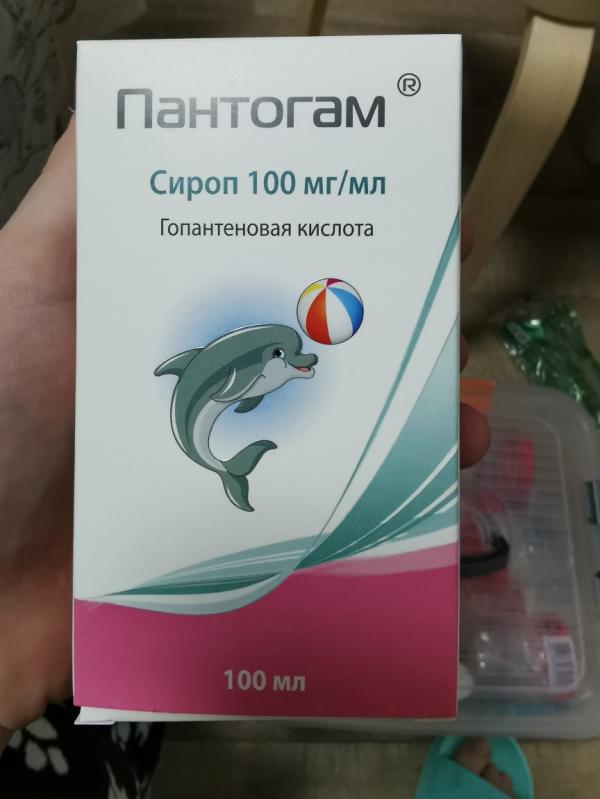 Пантогам ®
Сироп 100 мг/мл
Гопантеновая кислота
100 мл